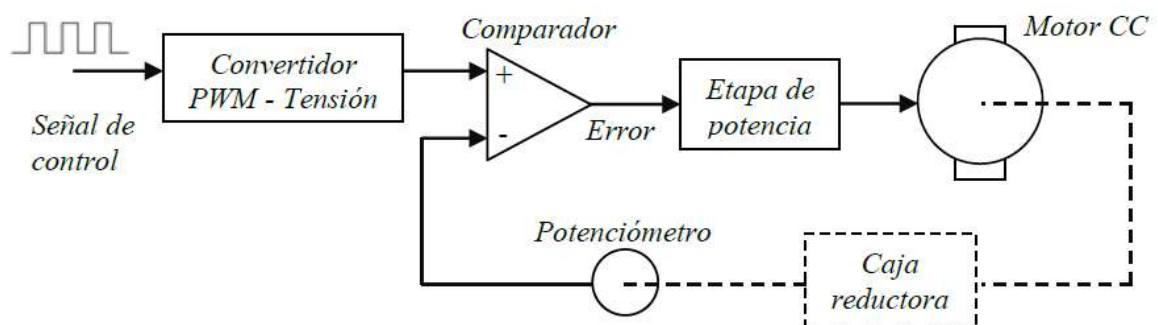 Comparador
Motor CC
Convertidor
PWM - Tensión
+
Etapa de
potencia
Señal de
control
-
Error
Potenciómetro
Caja
reductora